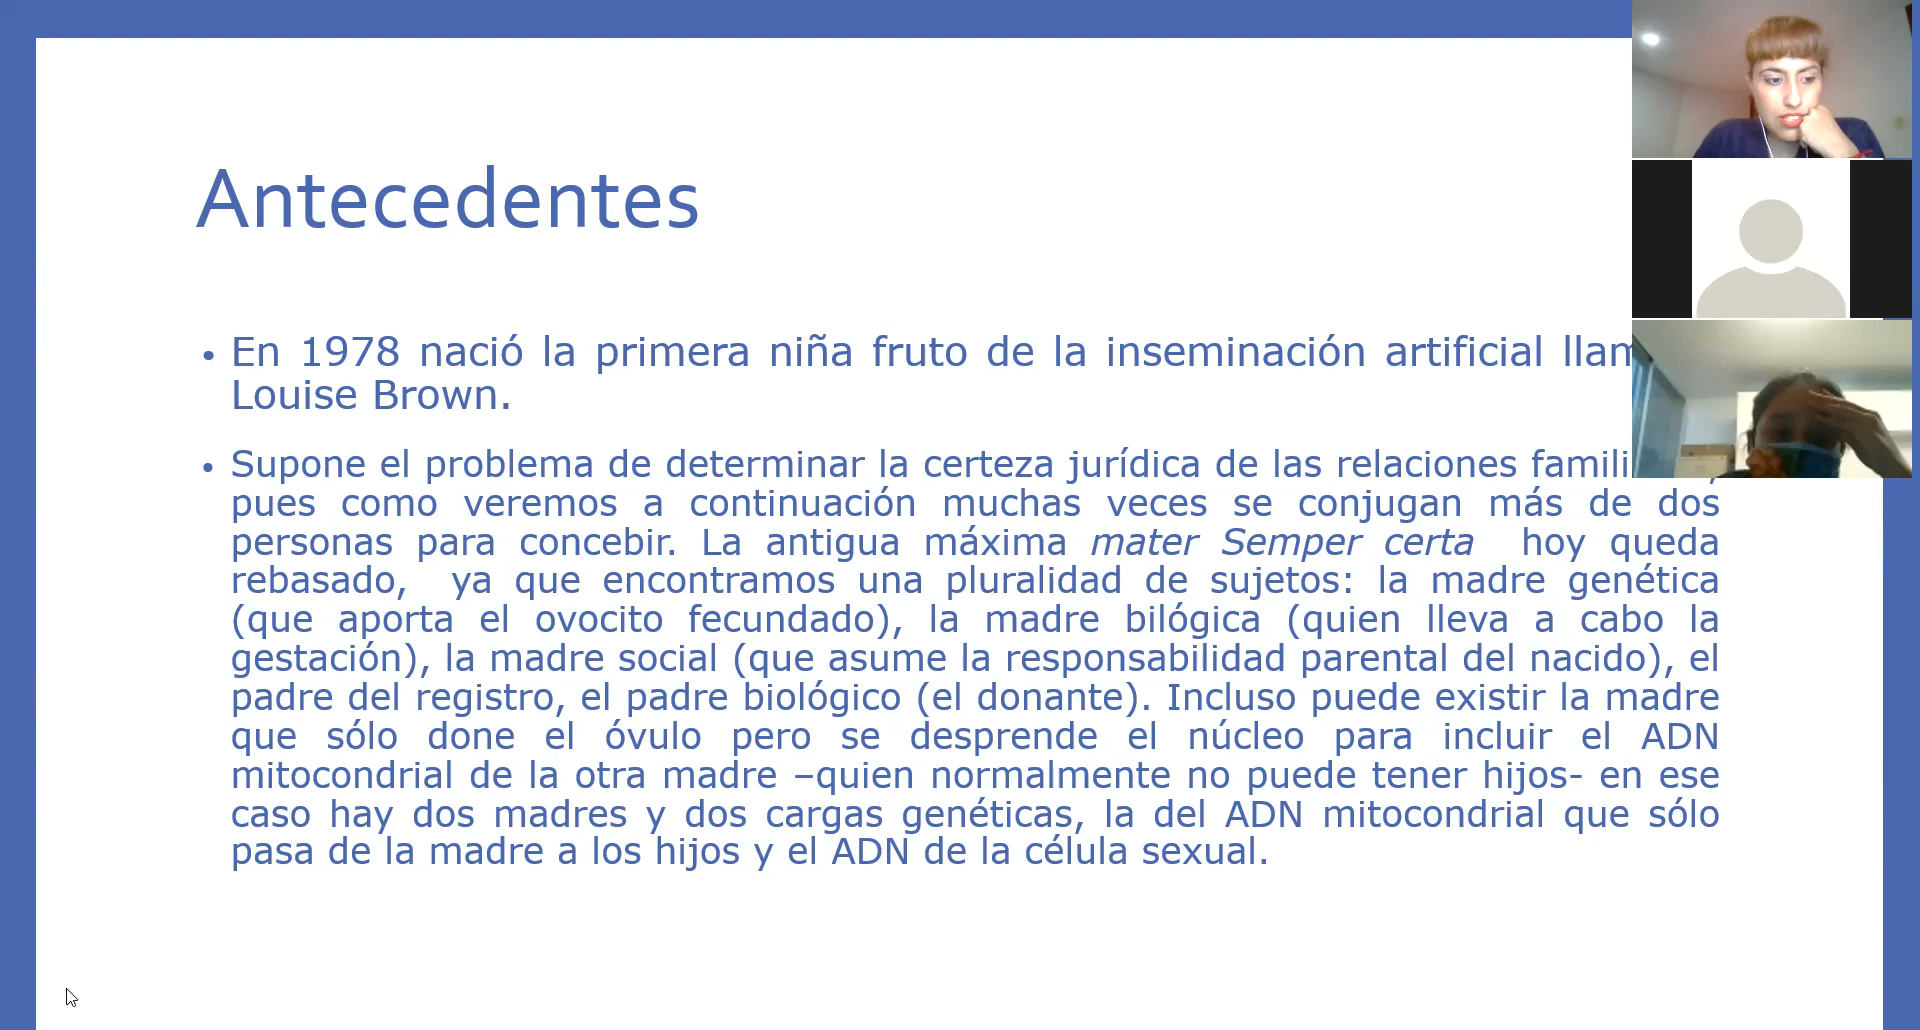 Antecedentes
• En 1978 nació la primera niña fruto de la inseminación artificial
Louise Brown.
• Supone el problema de determinar la certeza jurídica de las relaciones
pues como veremos a continuación muchas veces se conjugan más de dos
personas para concebir. La antigua máxima mater Semper certa hoy queda
rebasado, ya que encontramos una pluralidad de sujetos: la madre genética
(que aporta el ovocito fecundado), la madre bilógica (quien lleva a cabo la
gestación), la madre social (que asume la responsabilidad parental del nacido), el
padre del registro, el padre biológico (el donante). Incluso puede existir la madre
que sólo done el óvulo pero se desprende el núcleo para incluir el ADN
mitocondrial de la otra madre –quien normalmente no puede tener hijos- en ese
caso hay dos madres y dos cargas genéticas, la del ADN mitocondrial que sólo
pasa de la madre a los hijos y el ADN de la célula sexual.